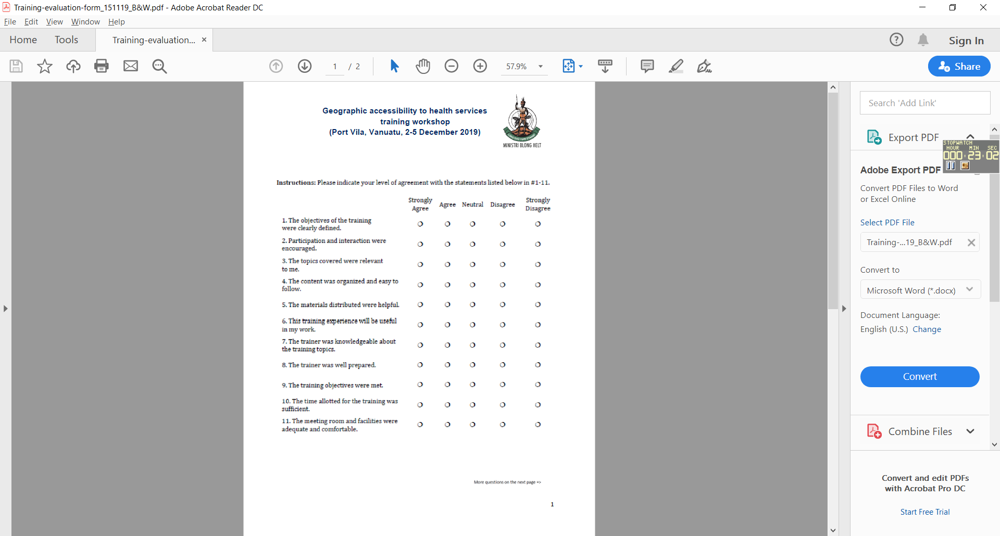 Training-evaluation-form_151119_B&W.pdf - Adobe Acrobat Reader DC
File Edit View Window Help
Home Tools Training-evaluation... × Sign In
1 / 2 57.9% Share
Geographic accessibility to health services
training workshop
(Port Vila, Vanuatu, 2-5 December 2019)
MINISTRI BLONG HELT
Instructions: Please indicate your level of agreement with the statements listed below in #1-11.
Strongly Agree Agree Neutral Disagree Strongly Disagree
1. The objectives of the training
were clearly defined.
2. Participation and interaction were
encouraged.
3. The topics covered were relevant
to me.
4. The content was organized and easy to
follow.
5. The materials distributed were helpful.
6. This training experience will be useful
in my work.
7. The trainer was knowledgeable about
the training topics.
8. The trainer was well prepared.
9. The training objectives were met.
10. The time allotted for the training was
sufficient.
11. The meeting room and facilities were
adequate and comfortable.
More questions on the next page =>
1
Search 'Add Link'
Export PDF
STOPWATCH
HOUR MIN SEC
000:23:02
Adobe Export PDF
Convert PDF Files to Word
or Excel Online
Select PDF File
Training-...19_B&W.pdf
Convert to
Microsoft Word (*.docx)
Document Language:
English (U.S.) Change
Convert
Combine Files
Convert and edit PDFs
with Acrobat Pro DC
Start Free Trial